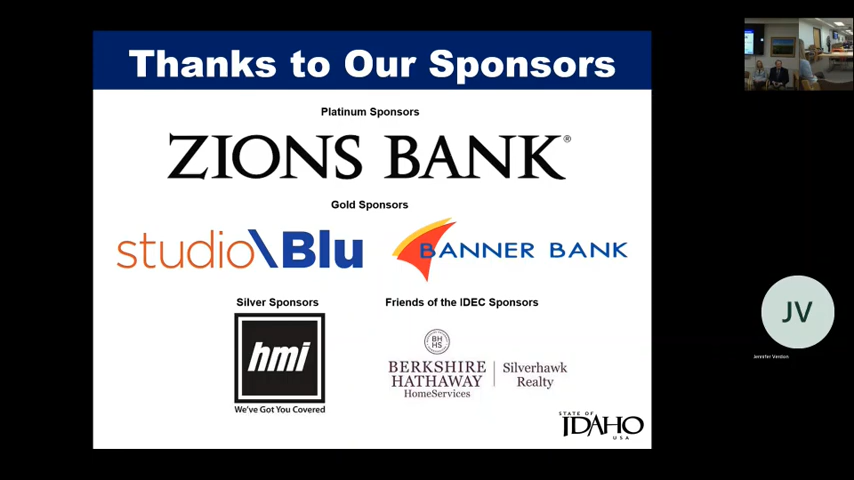 Thanks to Our Sponsors
Platinum Sponsors
ZIONS BANK®
Gold Sponsors
studio\Blu
BANNER BANK
Silver Sponsors
Friends of the IDEC Sponsors
hmi
We've Got You Covered
BH
HS
BERKSHIRE
HATHAWAY
HomeServices
Silverhawk
Realty
STATE OF
IDAHO
USA
JV
Jennifer Verdon